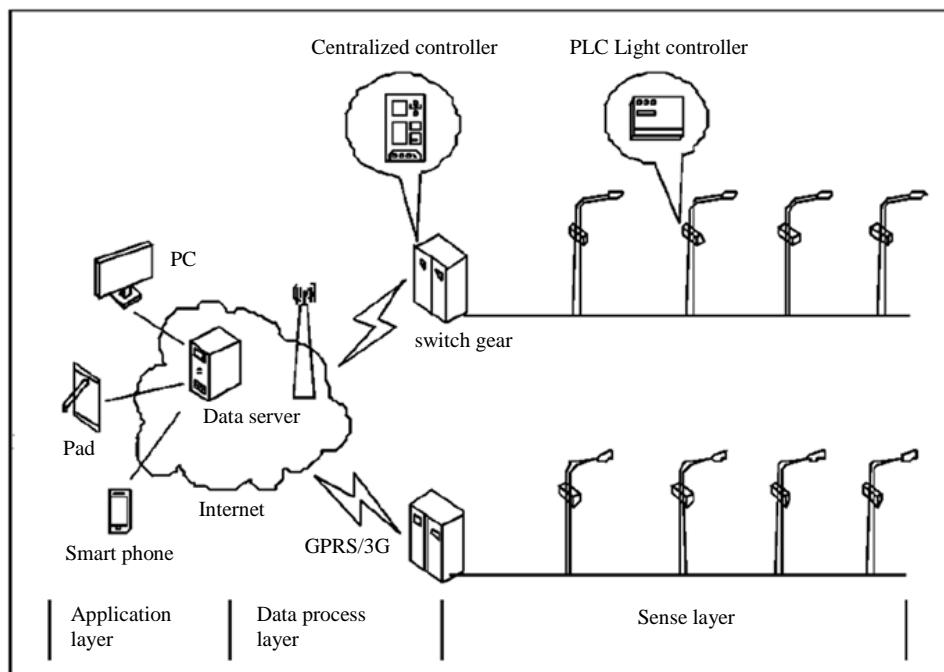 Centralized controller
PLC Light controller
PC
switch gear
Data server
Pad
Internet
GPRS/3G
Smart phone
Application
layer
Data process
layer
Sense layer